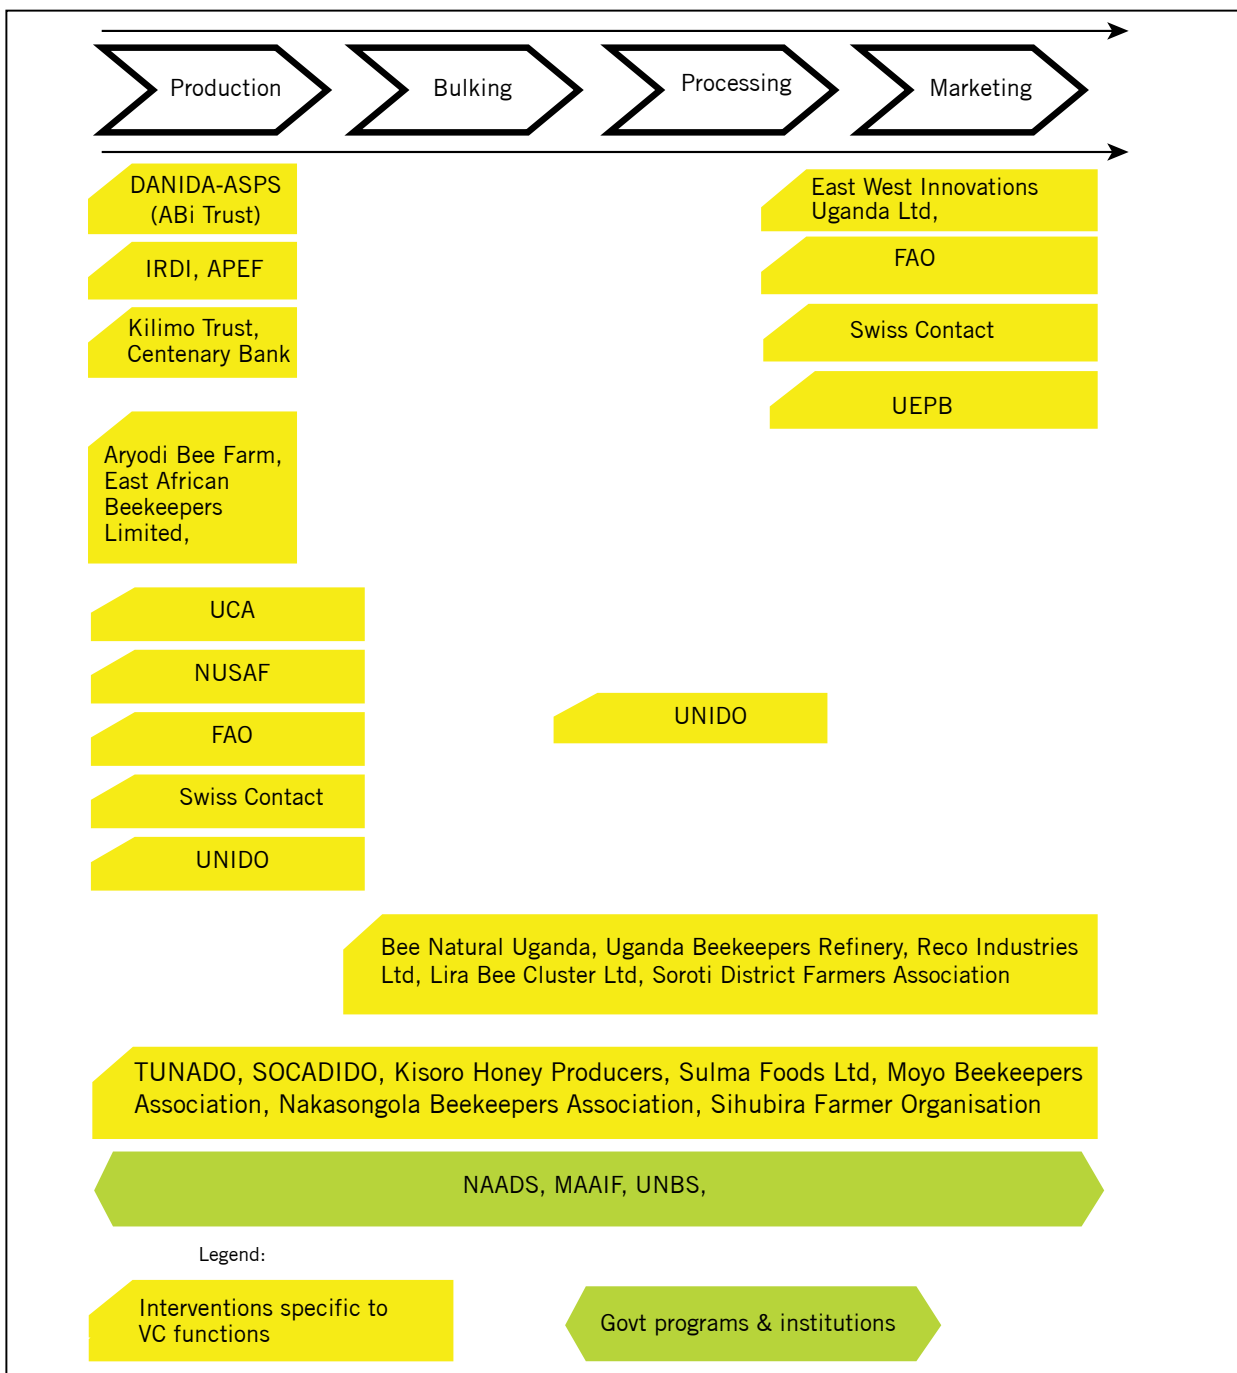 Production
Bulking
Processing
Marketing
DANIDA-ASPS
(ABi Trust)
IRDI, APEF
Kilimo Trust,
Centenary Bank
Aryodi Bee Farm,
East African
Beekeepers
Limited,
East West Innovations
Uganda Ltd,
FAO
Swiss Contact
UEPB
UCA
NUSAF
FAO
Swiss Contact
UNIDO
UNIDO
Bee Natural Uganda, Uganda Beekeepers Refinery, Reco Industries
Ltd, Lira Bee Cluster Ltd, Soroti District Farmers Association
TUNADO, SOCADIDO, Kisoro Honey Producers, Sulma Foods Ltd, Moyo Beekeepers
Association, Nakasongola Beekeepers Association, Sihubira Farmer Organisation
NAADS, MAAIF, UNBS,
Legend:
Interventions specific to
VC functions
Govt programs & institutions